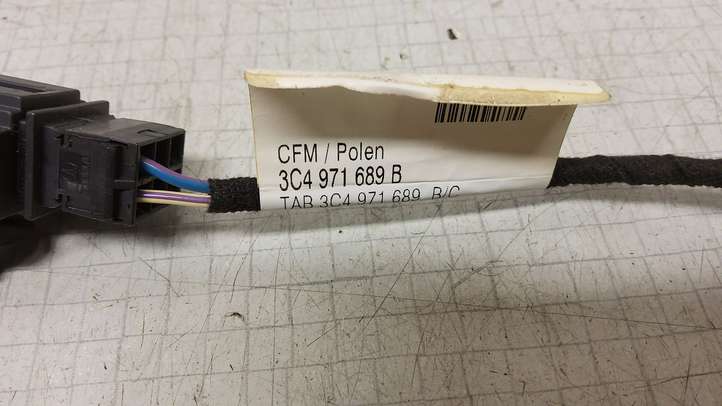 CFM / Polen
3C4 971 689 B
TAB 3C4 971 689 B/C